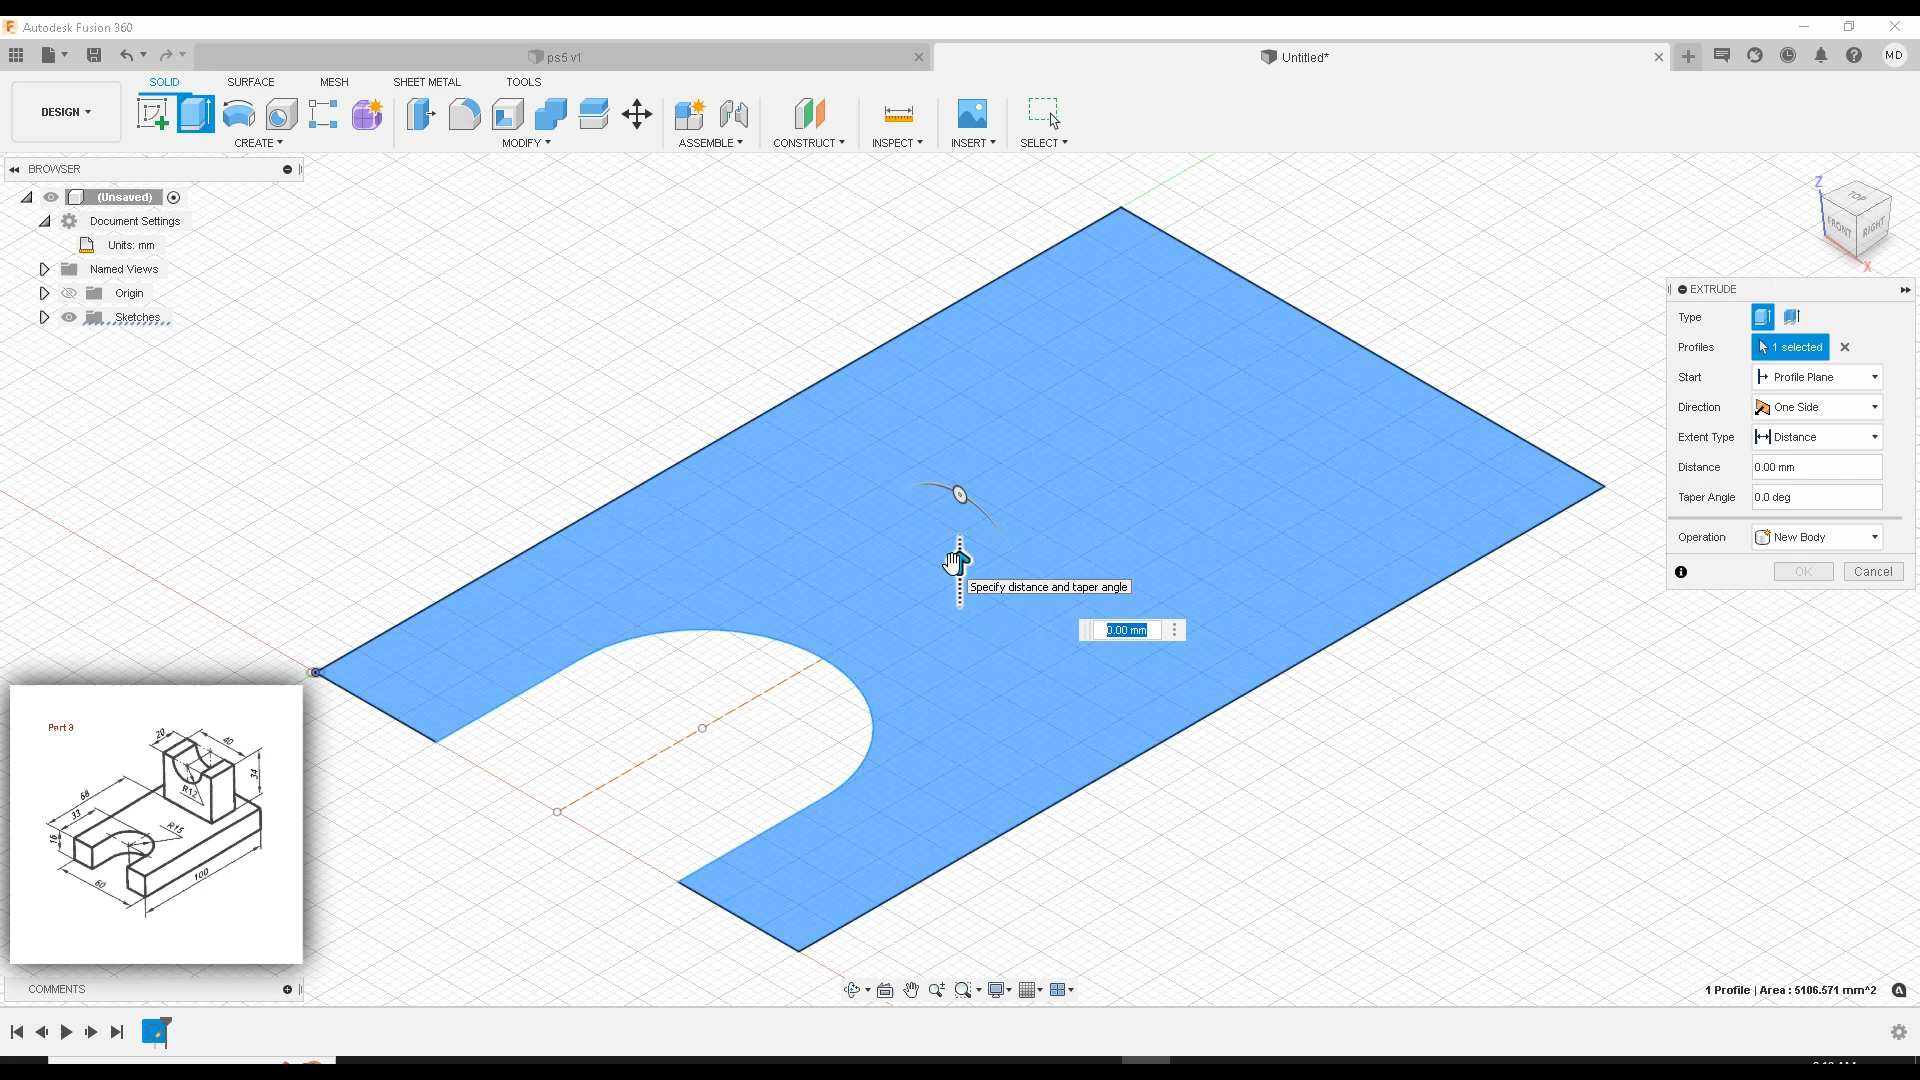 Autodesk Fusion 360
ps5 v1
Untitled*
MD
DESIGN
SOLID
SURFACE
MESH
SHEET METAL
TOOLS
CREATE
MODIFY
ASSEMBLE
CONSTRUCT
INSPECT
INSERT
SELECT
BROWSER
(Unsaved)
Document Settings
Units: mm
Named Views
Origin
Sketches
Z
TOP
FRONT
RIGHT
X
EXTRUDE
Type
Profiles
1 selected
Start
Profile Plane
Direction
One Side
Extent Type
Distance
Distance
0.00 mm
Taper Angle
0.0 deg
Operation
New Body
OK
Cancel
Specify distance and taper angle
0.00 mm
Part 3
20
40
34
R12
68
33
16
R15
60
100
COMMENTS
1 Profile | Area : 5106.571 mm^2